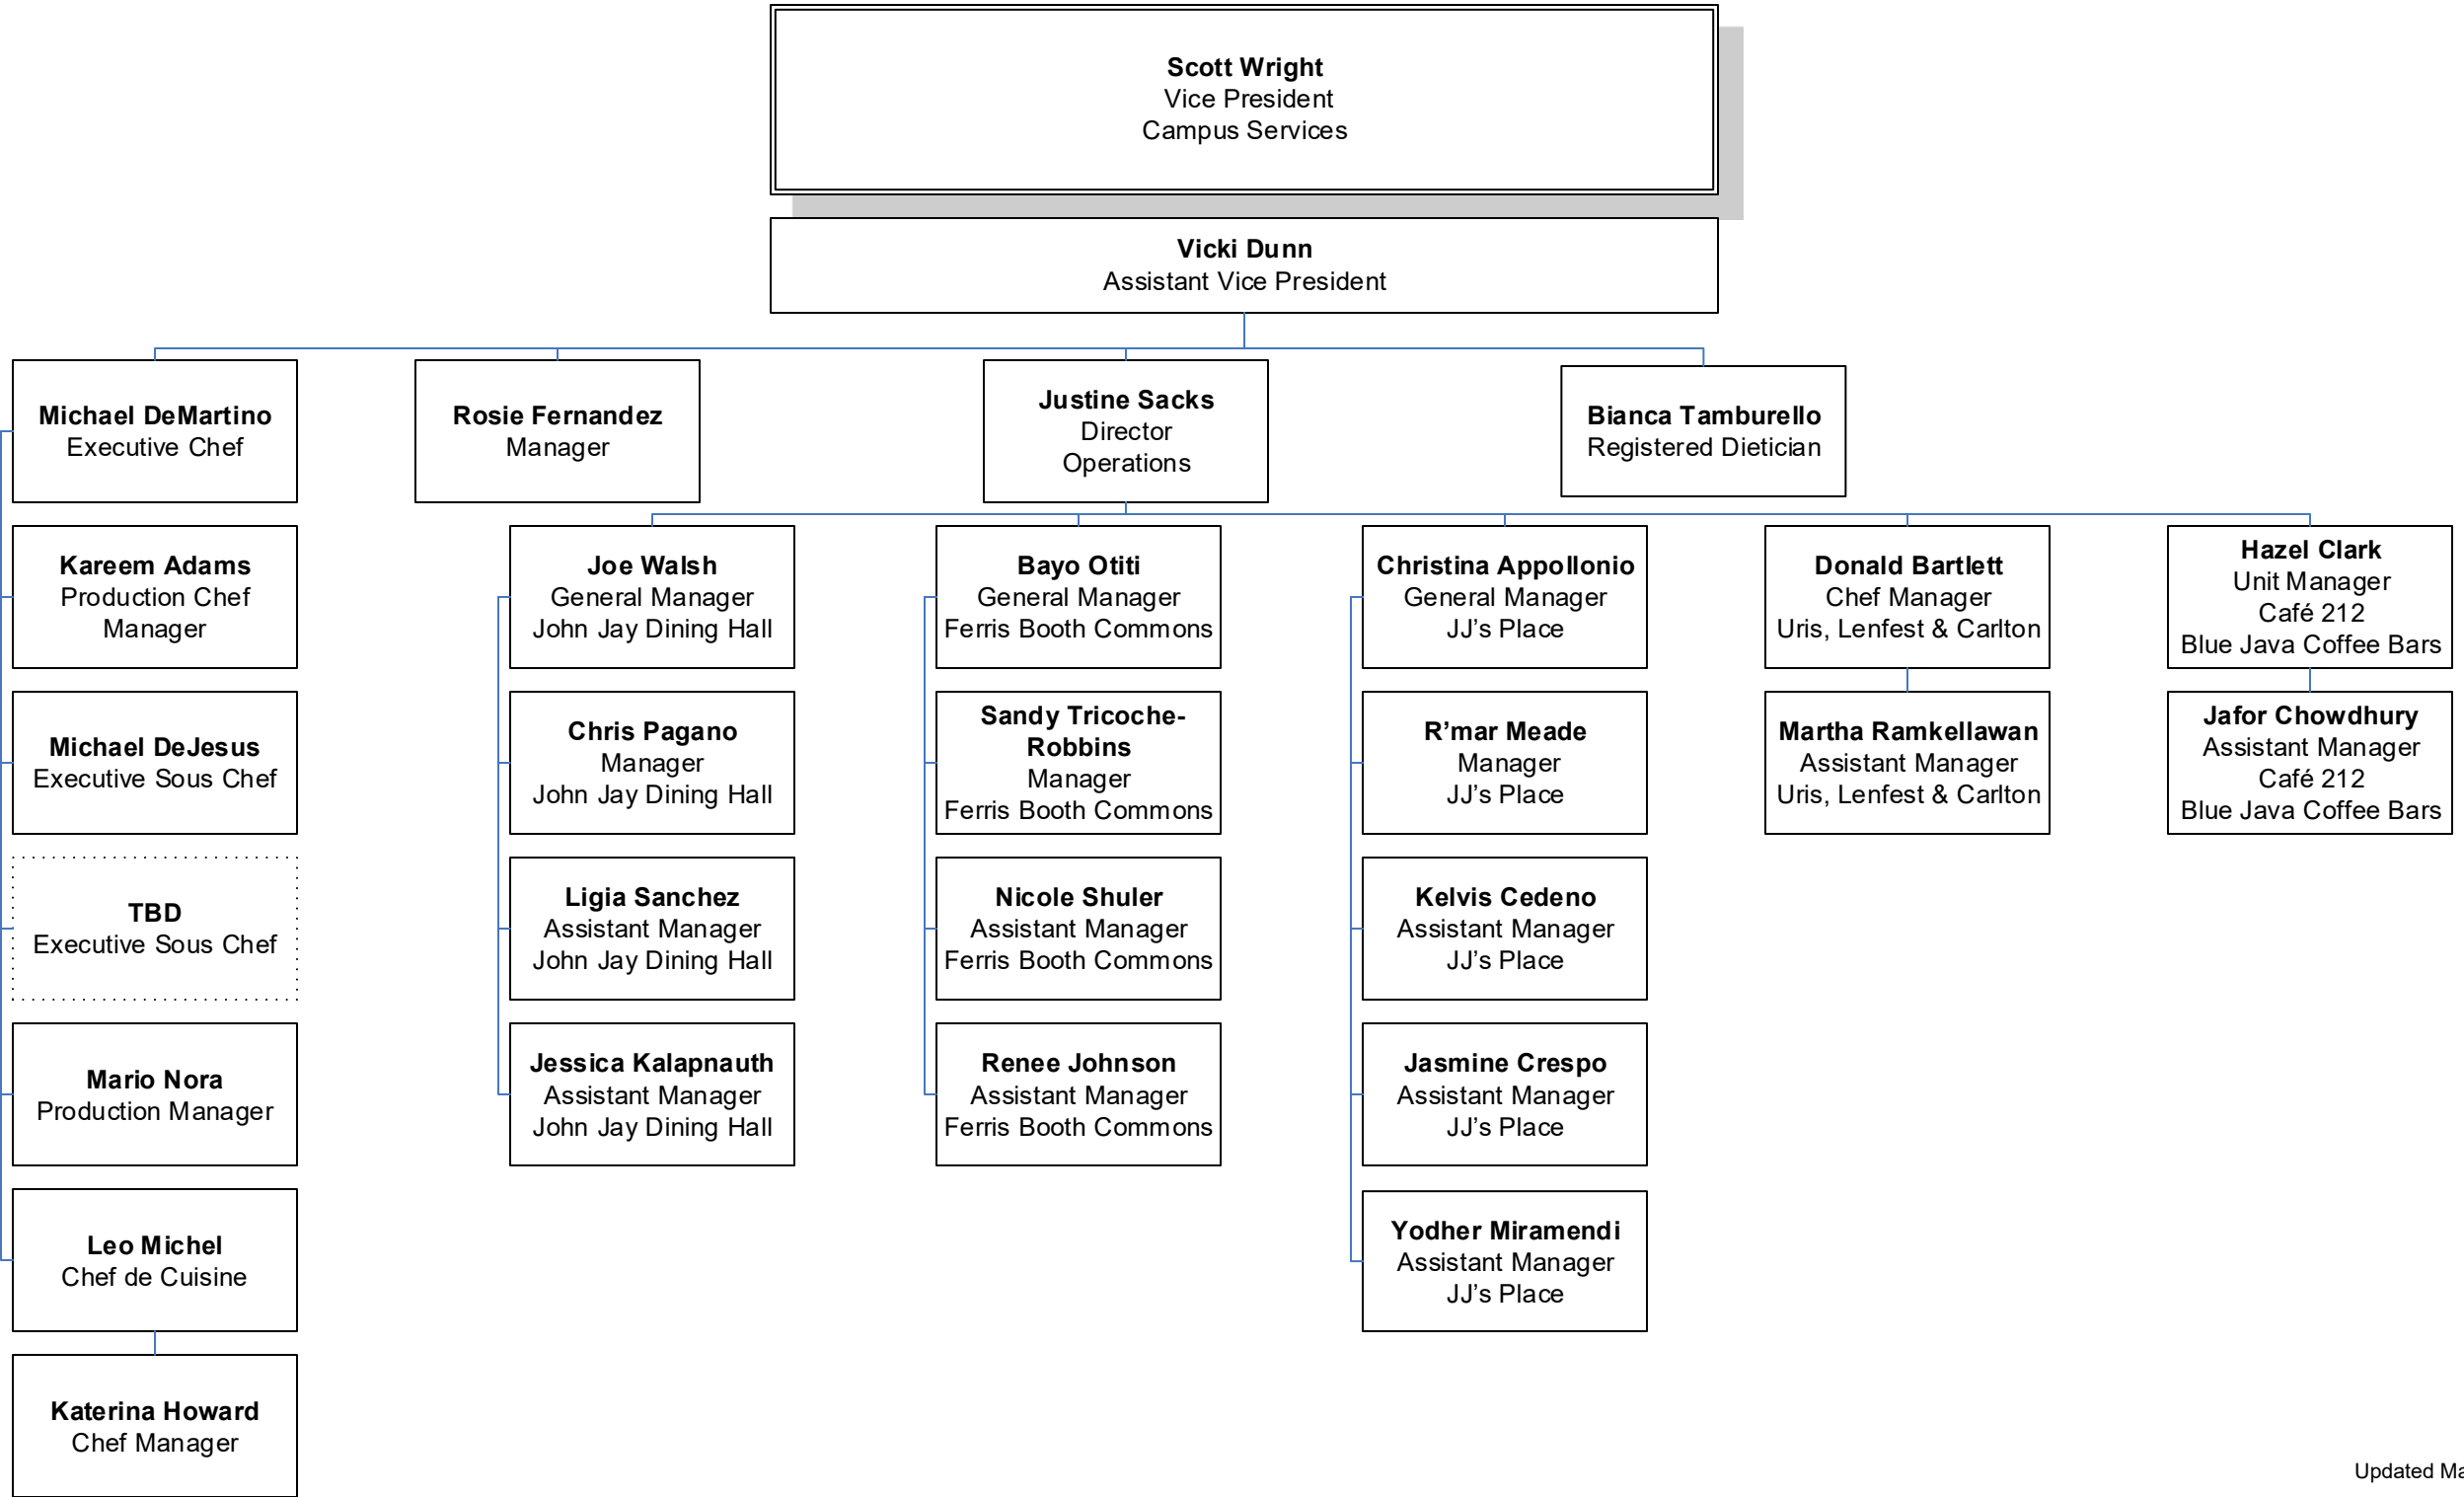 Scott Wright
Vice President
Campus Services
Vicki Dunn
Assistant Vice President
Michael DeMartino
Executive Chef
Rosie Fernandez
Manager
Justine Sacks
Director
Operations
Bianca Tamburello
Registered Dietician
Kareem Adams
Production Chef
Manager
Joe Walsh
General Manager
John Jay Dining Hall
Bayo Otiti
General Manager
Ferris Booth Commons
Christina Appollonio
General Manager
JJ’s Place
Donald Bartlett
Chef Manager
Uris, Lenfest & Carlton
Hazel Clark
Unit Manager
Café 212
Blue Java Coffee Bars
Michael DeJesus
Executive Sous Chef
Chris Pagano
Manager
John Jay Dining Hall
Sandy Tricoche-
Robbins
Manager
Ferris Booth Commons
R’mar Meade
Manager
JJ’s Place
Martha Ramkellawan
Assistant Manager
Uris, Lenfest & Carlton
Jafor Chowdhury
Assistant Manager
Café 212
Blue Java Coffee Bars
TBD
Executive Sous Chef
Ligia Sanchez
Assistant Manager
John Jay Dining Hall
Nicole Shuler
Assistant Manager
Ferris Booth Commons
Kelvis Cedeno
Assistant Manager
JJ’s Place
Mario Nora
Production Manager
Jessica Kalapnauth
Assistant Manager
John Jay Dining Hall
Renee Johnson
Assistant Manager
Ferris Booth Commons
Jasmine Crespo
Assistant Manager
JJ’s Place
Leo Michel
Chef de Cuisine
Yodher Miramendi
Assistant Manager
JJ’s Place
Katerina Howard
Chef Manager
Updated